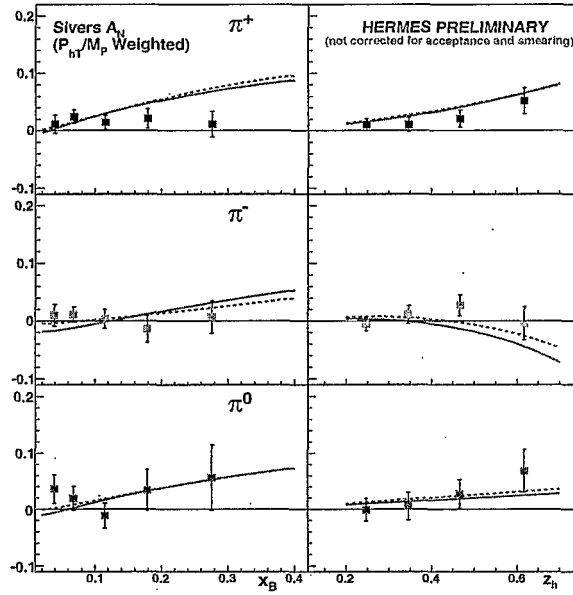 Sivers A_N
(P_hT/M_P Weighted)
π⁺
HERMES PRELIMINARY
(not corrected for acceptance and smearing)
0.2
0.1
0
-0.1
0.2
π⁻
0.1
0
-0.1
0.2
π⁰
0.1
0
-0.1
0.1 0.2 0.3 0.4
x_B
0.2 0.4 0.6
z_h